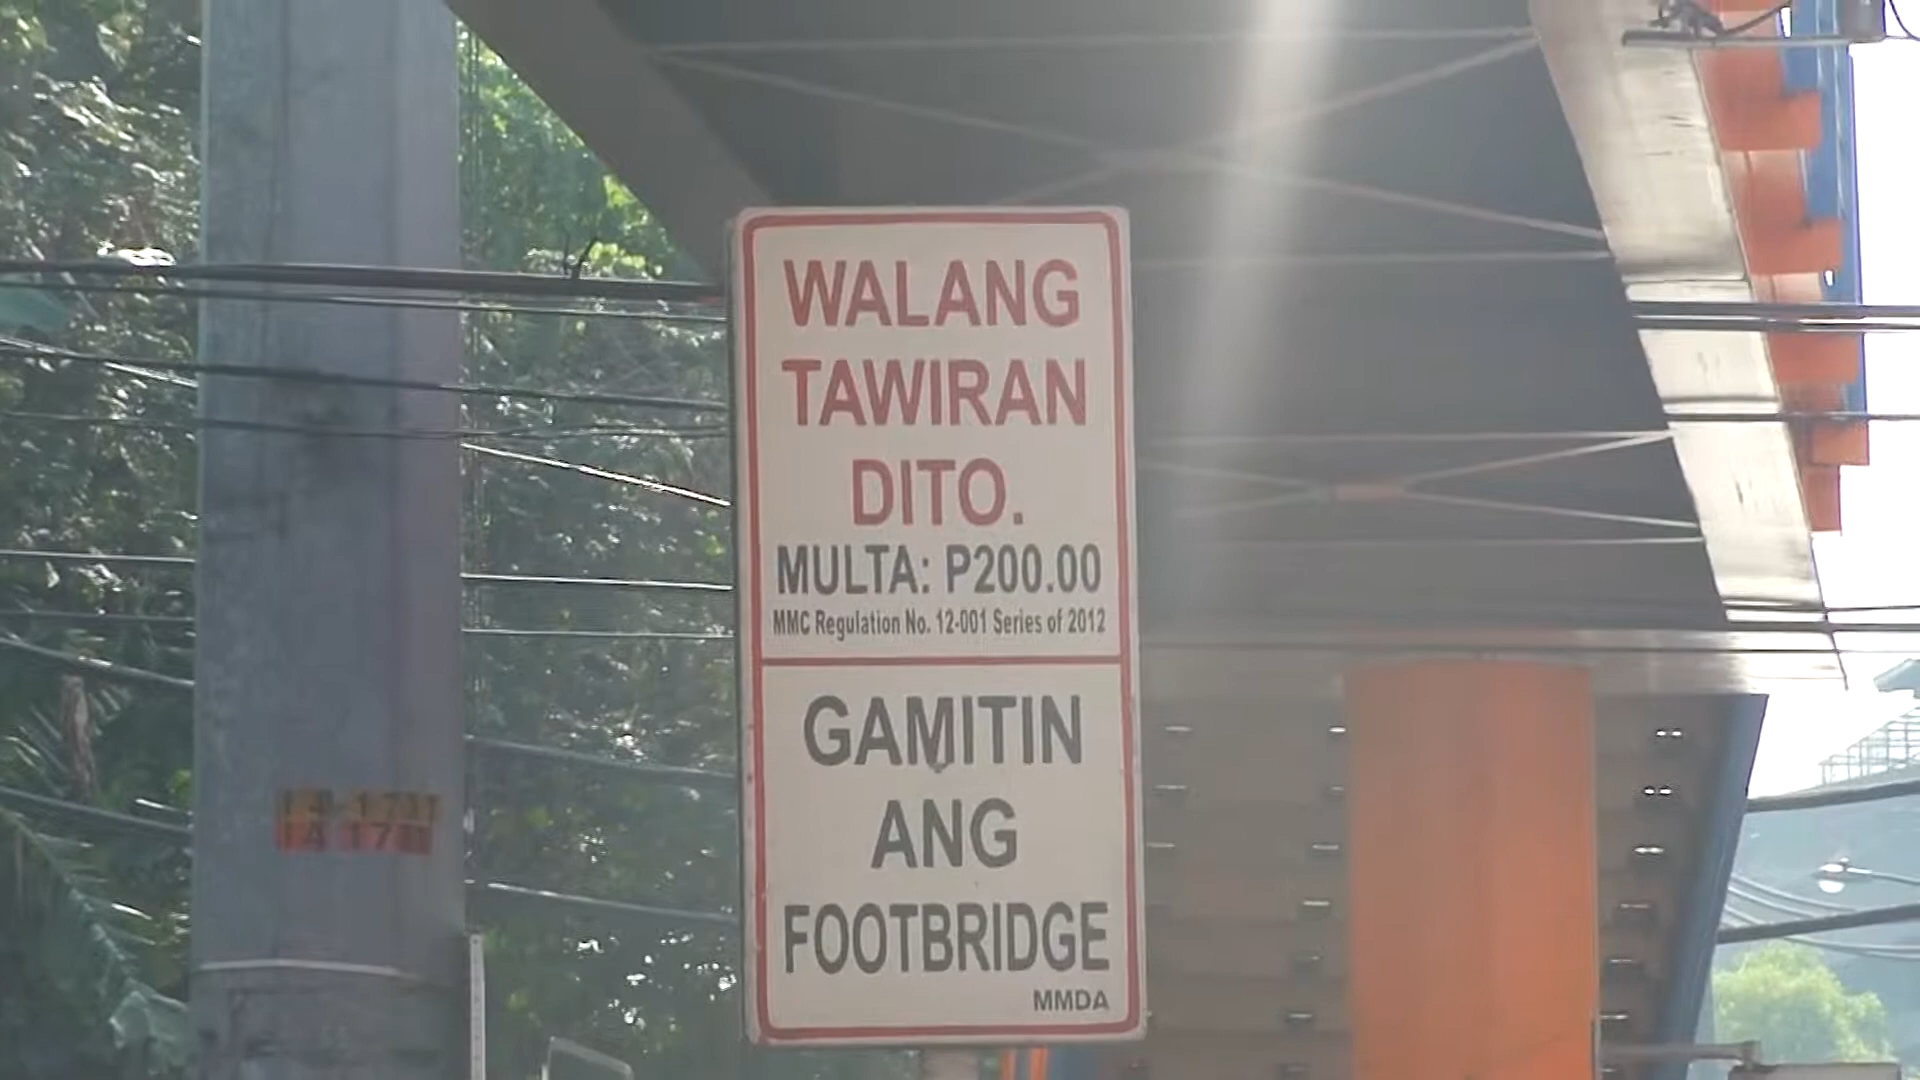 WALANG
TAWIRAN
DITO.
MULTA: P200.00
MMC Regulation No. 12-001 Series of 2012
GAMITIN
ANG
FOOTBRIDGE
MMDA